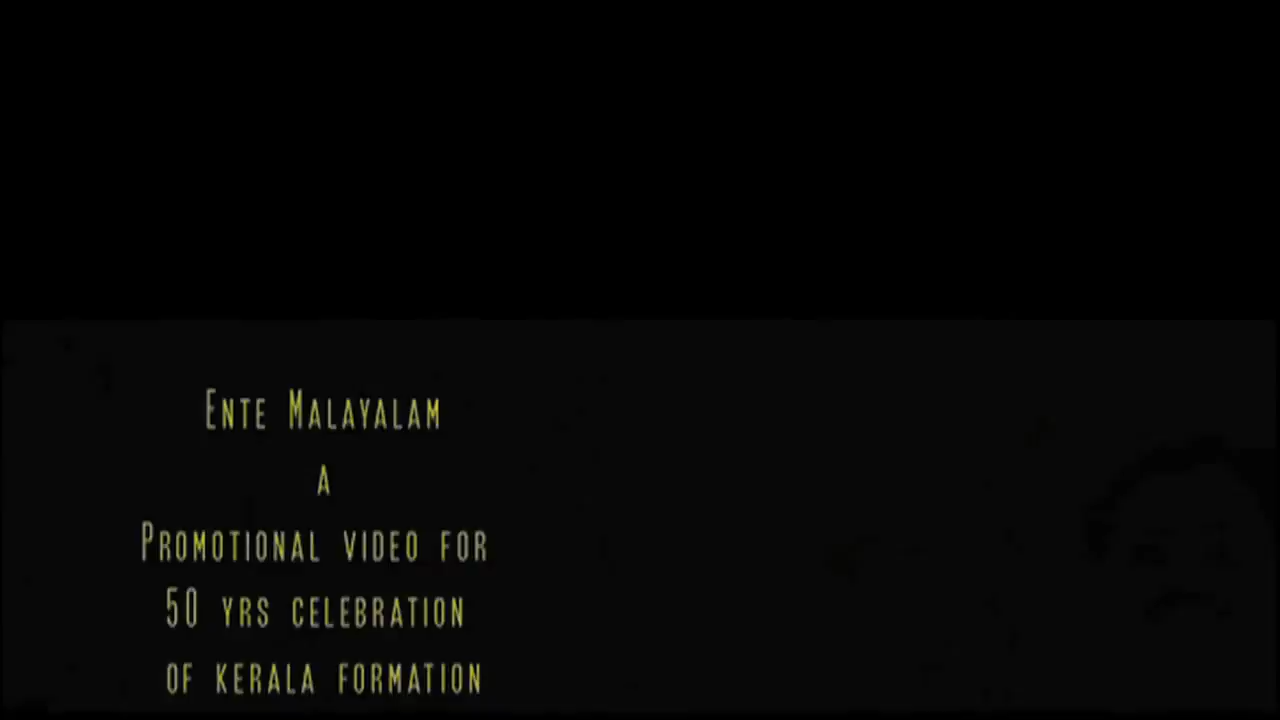 Ente Malayalam
a
Promotional video for
50 yrs celebration
of kerala formation